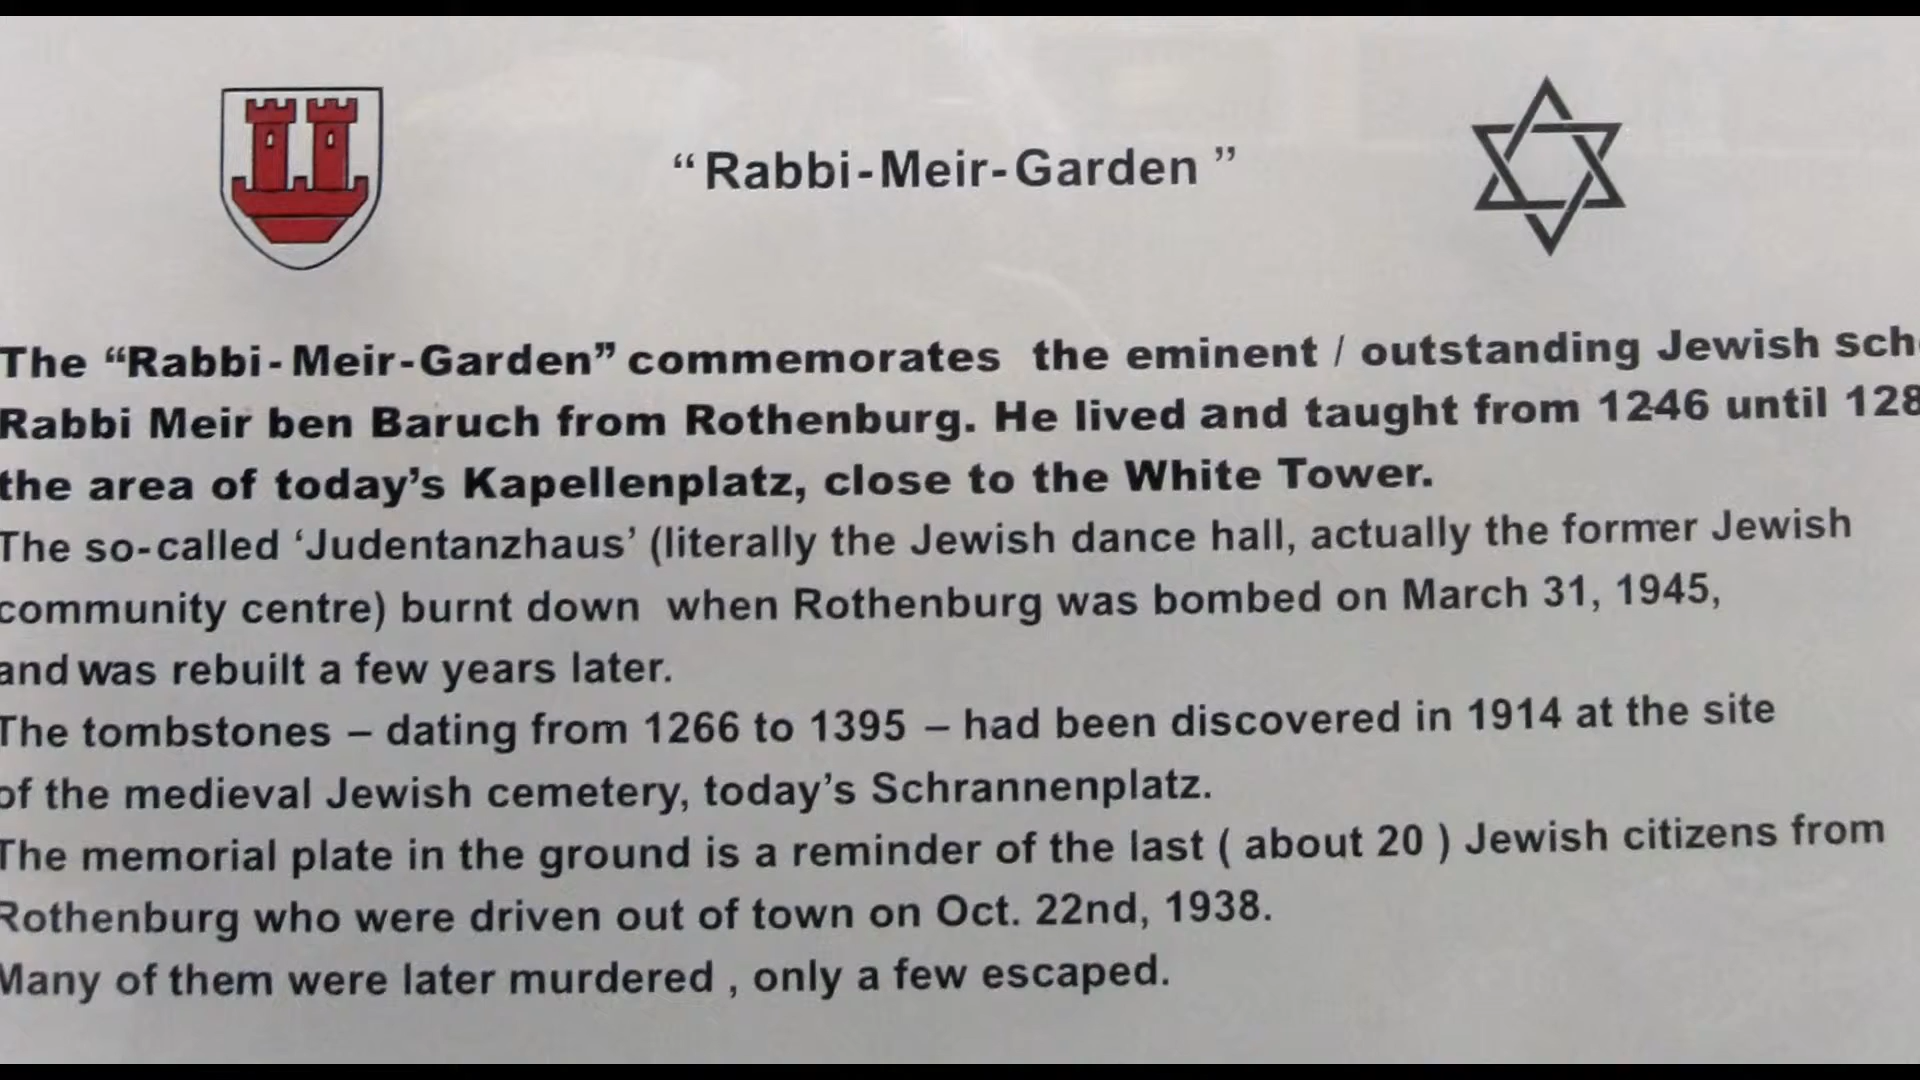 “Rabbi-Meir-Garden”
The “Rabbi-Meir-Garden” commemorates the eminent / outstanding Jewish
Rabbi Meir ben Baruch from Rothenburg. He lived and taught from 1246 until
the area of today’s Kapellenplatz, close to the White Tower.
The so-called ‘Judentanzhaus’ (literally the Jewish dance hall, actually the former Jewish
community centre) burnt down when Rothenburg was bombed on March 31, 1945,
and was rebuilt a few years later.
The tombstones – dating from 1266 to 1395 – had been discovered in 1914 at the site
of the medieval Jewish cemetery, today’s Schrannenplatz.
The memorial plate in the ground is a reminder of the last ( about 20 ) Jewish citizens from
Rothenburg who were driven out of town on Oct. 22nd, 1938.
Many of them were later murdered , only a few escaped.